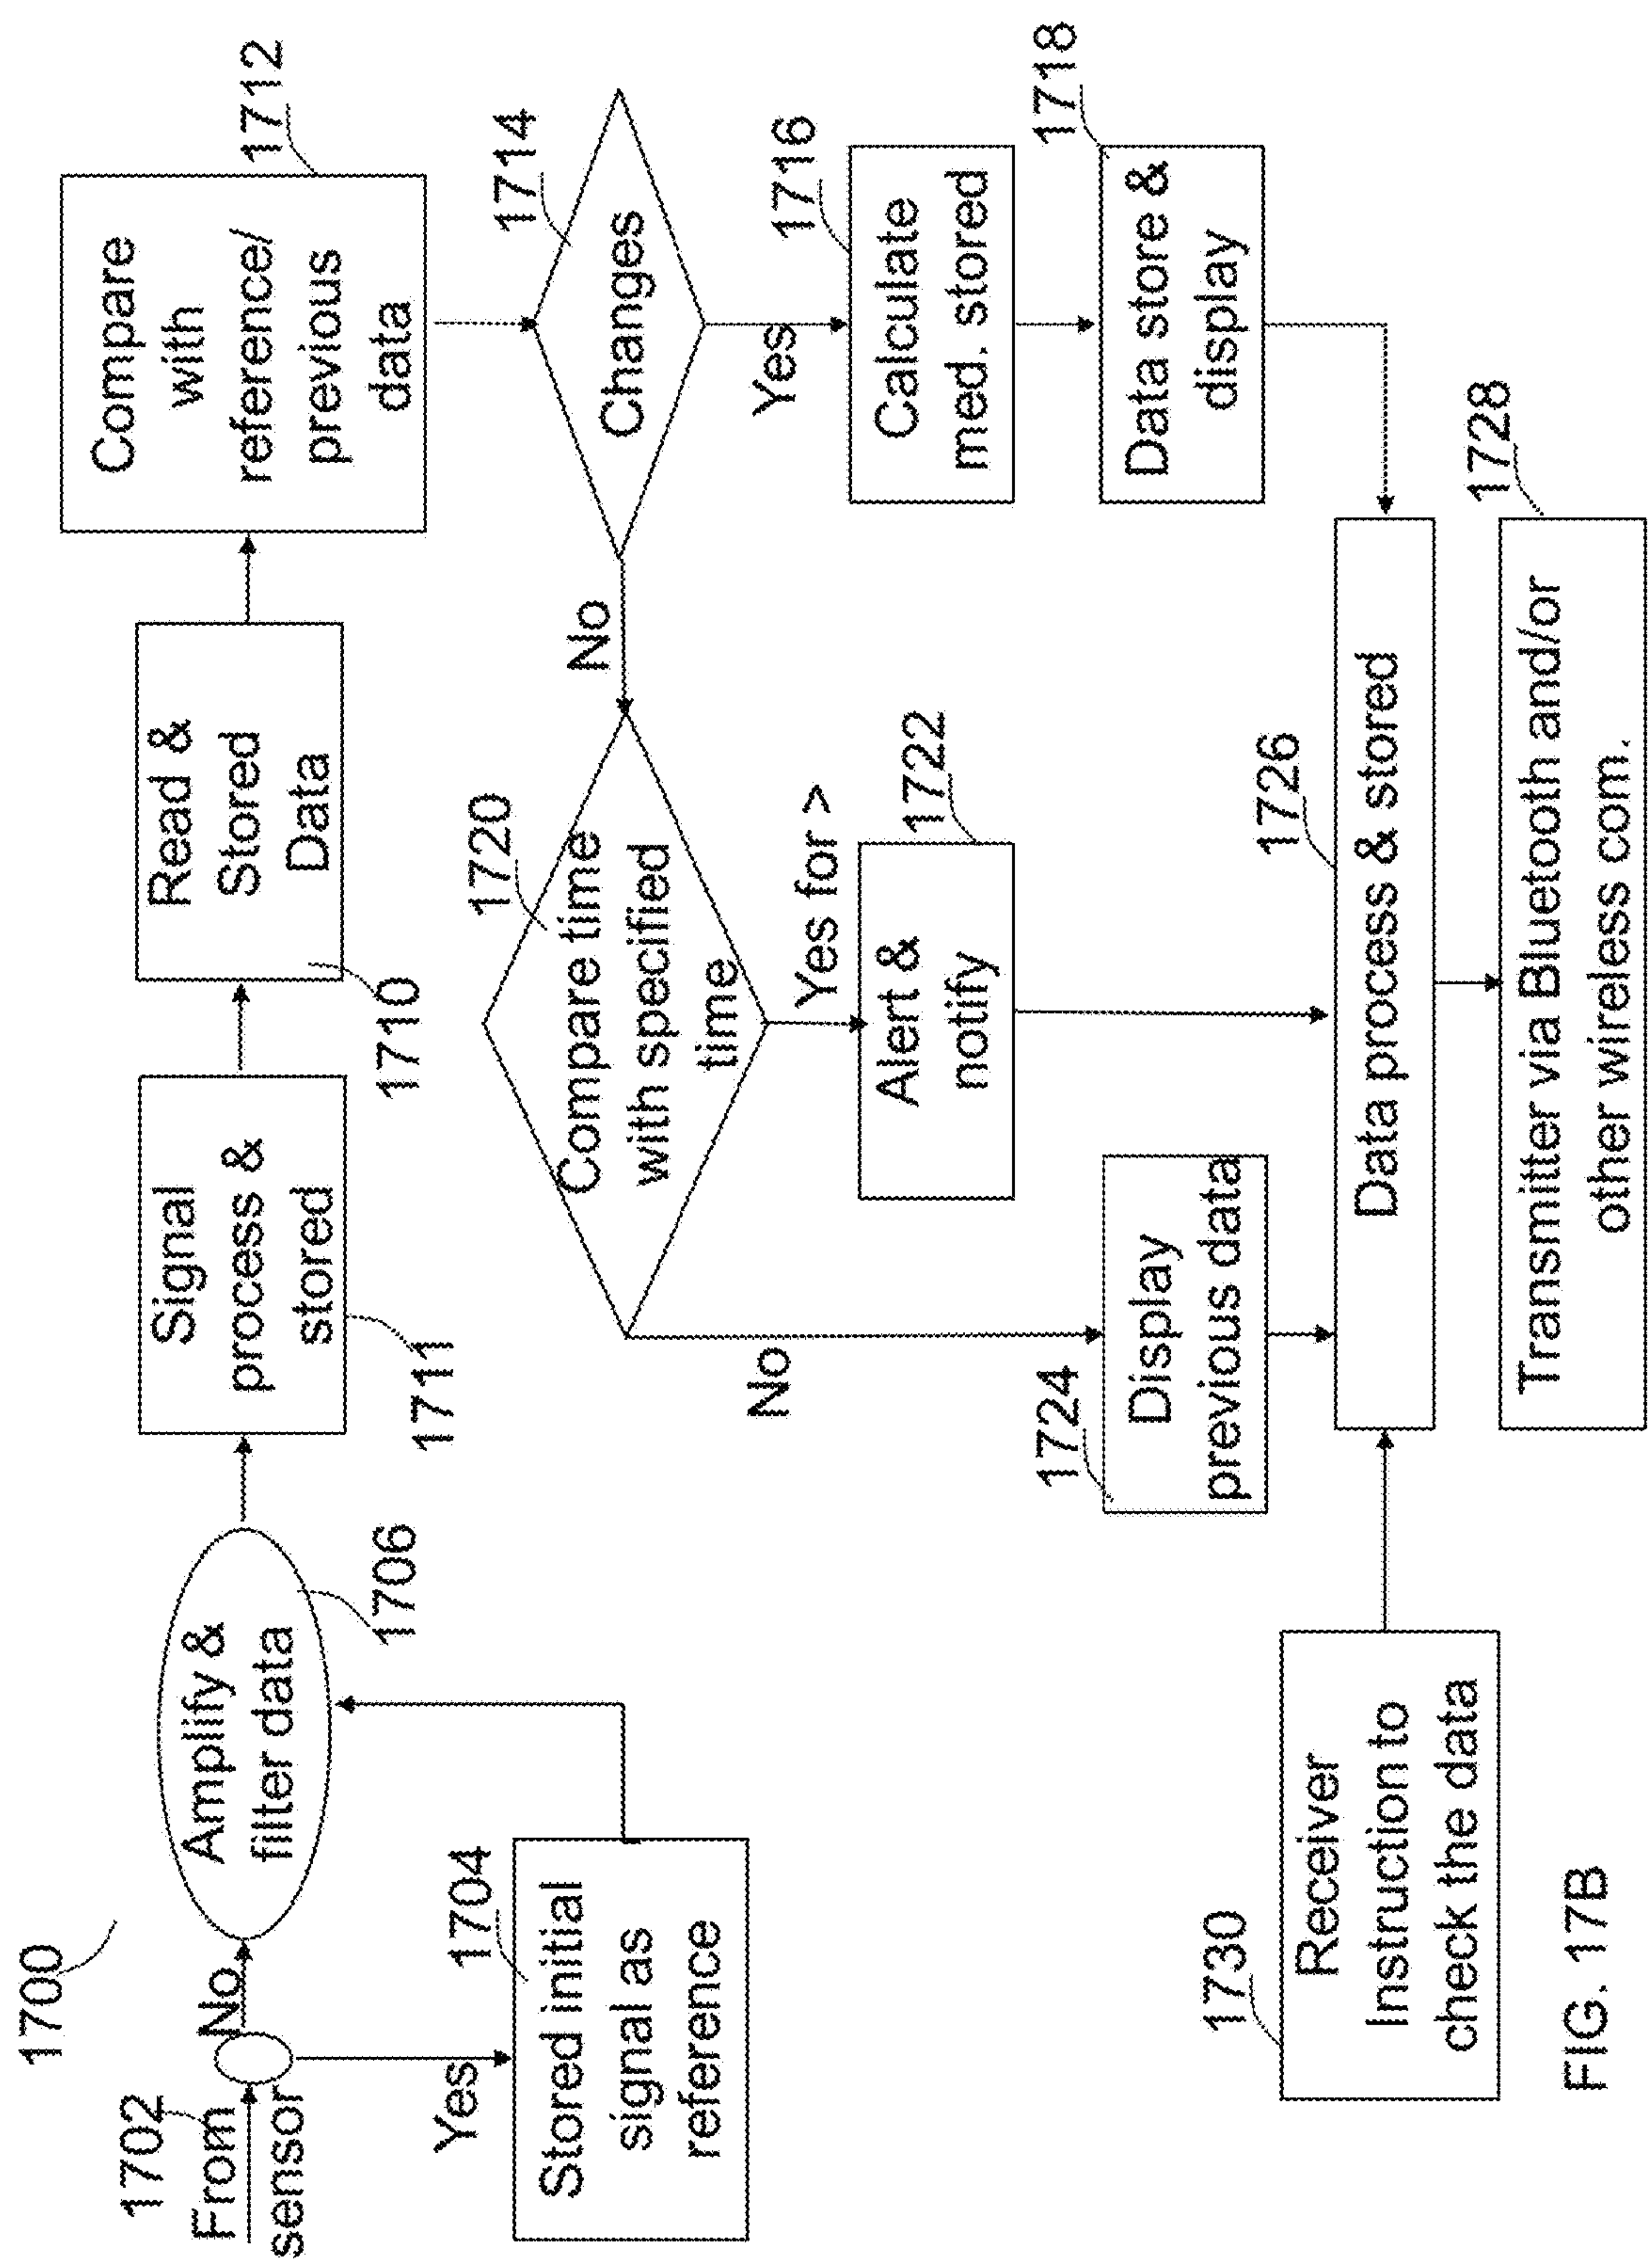 1700
1702
From
sensor
No
Yes
1704
Stored initial
signal as
reference
Amplify &
filter data
1706
Signal
process &
stored
1711
Read &
Stored
Data
1710
Compare
with
reference/
previous
data
1712
1714
Changes
No
Yes
1716
Calculate
med. stored
1718
Data store &
display
1720
Compare time
with specified
time
Yes for >
1722
Alert &
notify
No
1724
Display
previous data
1726
Data process & stored
1728
Transmitter via Bluetooth and/or
other wireless com.
1730
Receiver
Instruction to
check the data
FIG. 17B